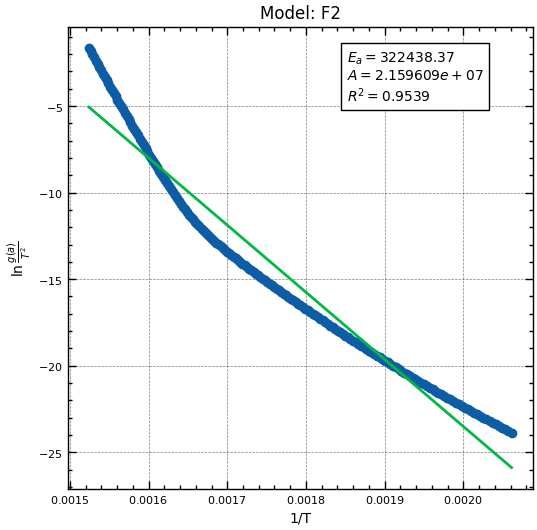 Model: F2
E_a = 322438.37
A = 2.159609e + 07
R² = 0.9539
ln g(a)/T²
−5
−10
−15
−20
−25
0.0015 0.0016 0.0017 0.0018 0.0019 0.0020
1/T